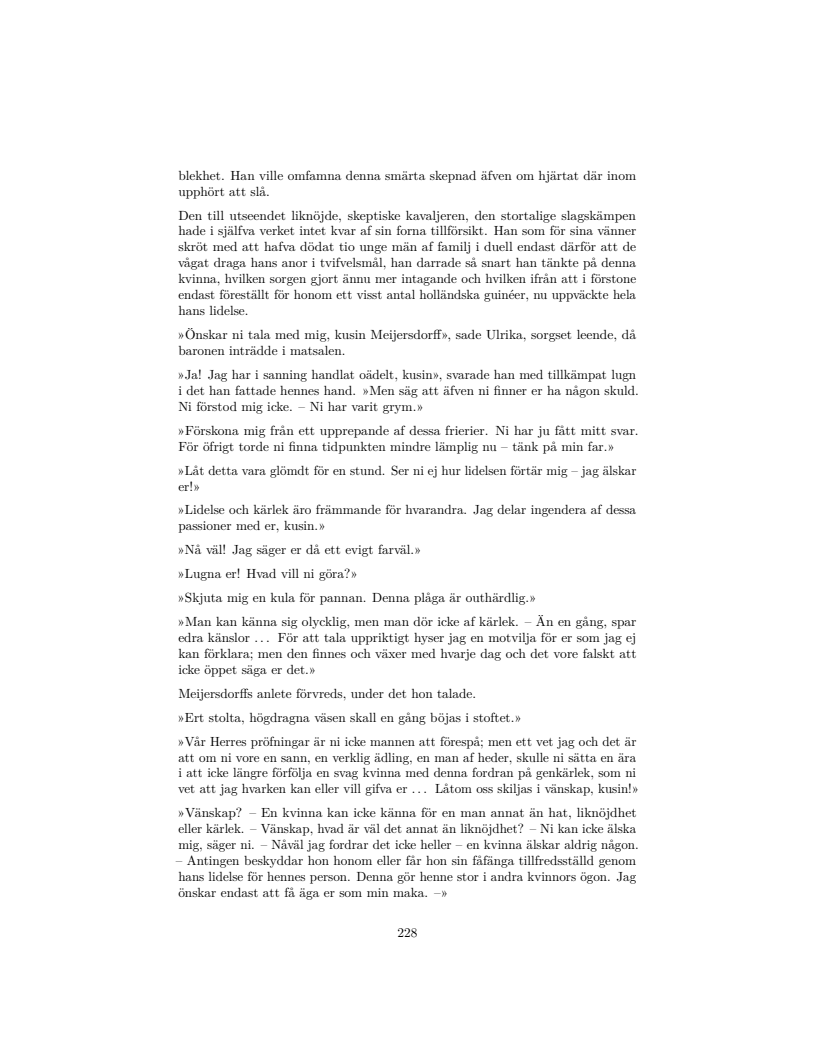 blekhet. Han ville omfamna denna smärta skepnad äfven om hjärtat där inom
upphört att slå.
Den till utseendet liknöjde, skeptiske kavaljeren, den stortalige slagskämpen
hade i själfva verket intet kvar af sin forna tillförsikt. Han som för sina vänner
skröt med att hafva dödat tio unge män af familj i duell endast därför att de
vågat draga hans anor i tvifvelsmål, han darrade så snart han tänkte på denna
kvinna, hvilken sorgen gjort ännu mer intagande och hvilken ifrån att i förstone
endast föreställt för honom ett visst antal holländska guinéer, nu uppväckte hela
hans lidelse.
»Önskar ni tala med mig, kusin Meijersdorff», sade Ulrika, sorgset leende, då
baronen inträdde i matsalen.
»Ja! Jag har i sanning handlat oädelt, kusin», svarade han med tillkämpat lugn
i det han fattade hennes hand. »Men säg att äfven ni finner er ha någon skuld.
Ni förstod mig icke. – Ni har varit grym.»
»Förskona mig från ett upprepande af dessa frierier. Ni har ju fått mitt svar.
För öfrigt torde ni finna tidpunkten mindre lämplig nu – tänk på min far.»
»Låt detta vara glömdt för en stund. Ser ni ej hur lidelsen förtär mig – jag älskar
er!»
»Lidelse och kärlek äro främmande för hvarandra. Jag delar ingendera af dessa
passioner med er, kusin.»
»Nå väl! Jag säger er då ett evigt farväl.»
»Lugna er! Hvad vill ni göra?»
»Skjuta mig en kula för pannan. Denna plåga är outhärdlig.»
»Man kan känna sig olycklig, men man dör icke af kärlek. – Än en gång, spar
edra känslor ... För att tala uppriktigt hyser jag en motvilja för er som jag ej
kan förklara; men den finnes och växer med hvarje dag och det vore falskt att
icke öppet säga er det.»
Meijersdorffs anlete förvreds, under det hon talade.
»Ert stolta, högdragna väsen skall en gång böjas i stoftet.»
»Vår Herres pröfningar är ni icke mannen att förespå; men ett vet jag och det är
att om ni vore en sann, en verklig ädling, en man af heder, skulle ni sätta en ära
i att icke längre förfölja en svag kvinna med denna fordran på genkärlek, som ni
vet att jag hvarken kan eller vill gifva er ... Låtom oss skiljas i vänskap, kusin!»
»Vänskap? – En kvinna kan icke känna för en man annat än hat, liknöjdhet
eller kärlek. – Vänskap, hvad är väl det annat än liknöjdhet? – Ni kan icke älska
mig, säger ni. – Nåväl jag fordrar det icke heller – en kvinna älskar aldrig någon.
– Antingen beskyddar hon honom eller får hon sin fåfänga tillfredsställd genom
hans lidelse för hennes person. Denna gör henne stor i andra kvinnors ögon. Jag
önskar endast att få äga er som min maka. –»
228